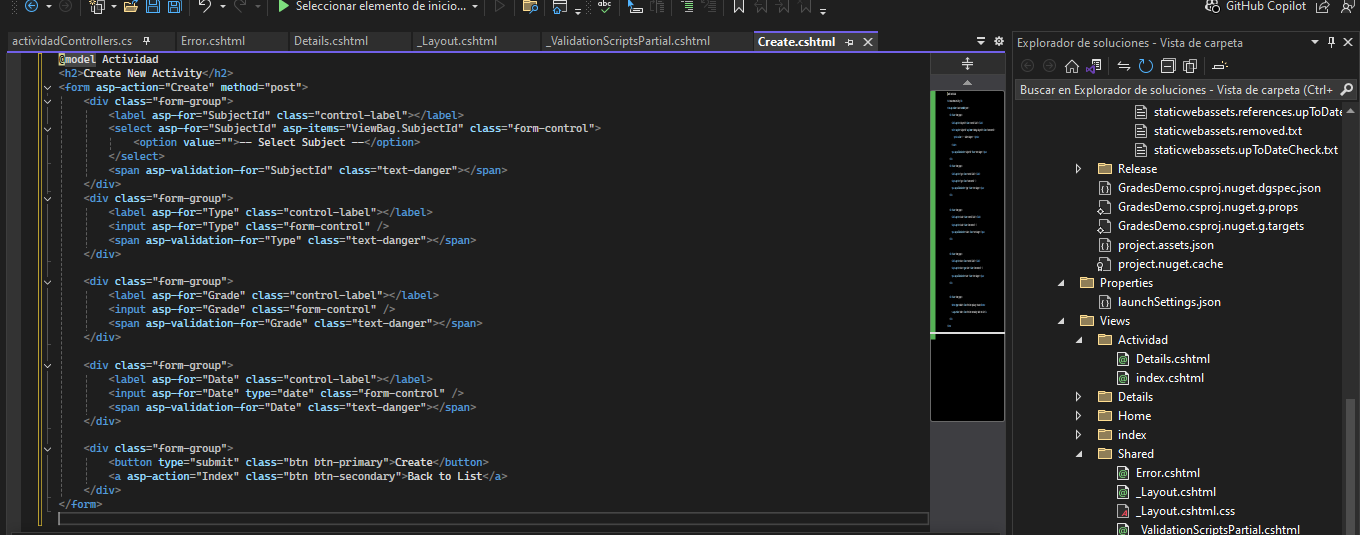 Seleccionar elemento de inicio...
GitHub Copilot
actividadControllers.cs
Error.cshtml
Details.cshtml
_Layout.cshtml
_ValidationScriptsPartial.cshtml
Create.cshtml
@model Actividad
<h2>Create New Activity</h2>
<form asp-action="Create" method="post">
<div class="form-group">
<label asp-for="SubjectId" class="control-label"></label>
<select asp-for="SubjectId" asp-items="ViewBag.SubjectId" class="form-control">
<option value="">-- Select Subject --</option>
</select>
<span asp-validation-for="SubjectId" class="text-danger"></span>
</div>
<div class="form-group">
<label asp-for="Type" class="control-label"></label>
<input asp-for="Type" class="form-control" />
<span asp-validation-for="Type" class="text-danger"></span>
</div>
<div class="form-group">
<label asp-for="Grade" class="control-label"></label>
<input asp-for="Grade" class="form-control" />
<span asp-validation-for="Grade" class="text-danger"></span>
</div>
<div class="form-group">
<label asp-for="Date" class="control-label"></label>
<input asp-for="Date" type="date" class="form-control" />
<span asp-validation-for="Date" class="text-danger"></span>
</div>
<div class="form-group">
<button type="submit" class="btn btn-primary">Create</button>
<a asp-action="Index" class="btn btn-secondary">Back to List</a>
</div>
</form>
Explorador de soluciones - Vista de carpeta
Buscar en Explorador de soluciones - Vista de carpeta (Ctrl+
staticwebassets.references.upToDate
staticwebassets.removed.txt
staticwebassets.upToDateCheck.txt
Release
GradesDemo.csproj.nuget.dgspec.json
GradesDemo.csproj.nuget.g.props
GradesDemo.csproj.nuget.g.targets
project.assets.json
project.nuget.cache
Properties
launchSettings.json
Views
Actividad
Details.cshtml
index.cshtml
Details
Home
index
Shared
Error.cshtml
_Layout.cshtml
_Layout.cshtml.css
_ValidationScriptsPartial.cshtml